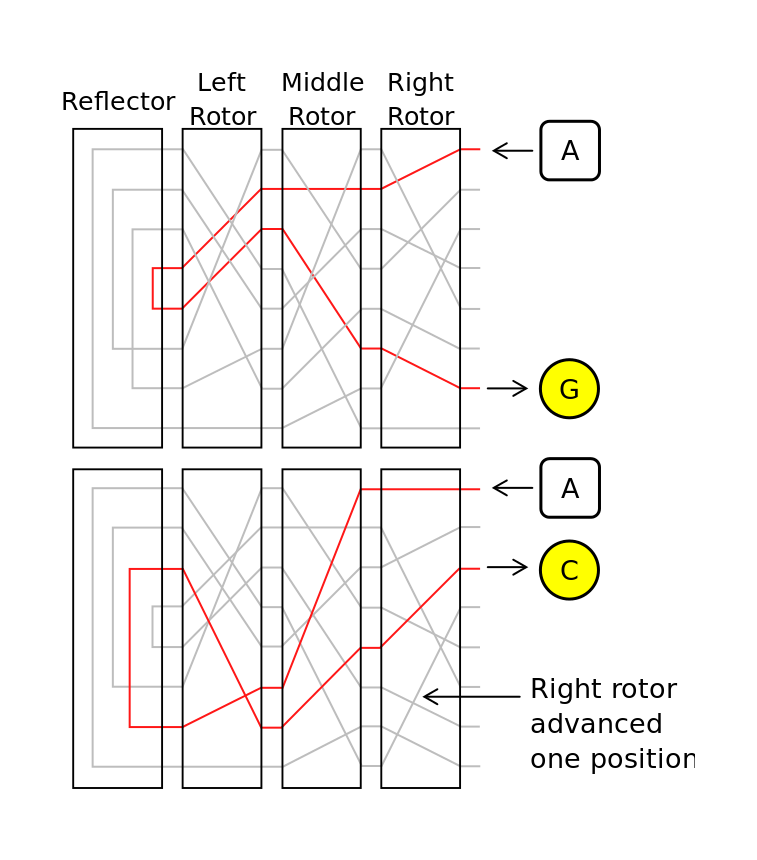 Reflector
Left
Rotor
Middle
Rotor
Right
Rotor
A
G
A
C
Right rotor
advanced
one position